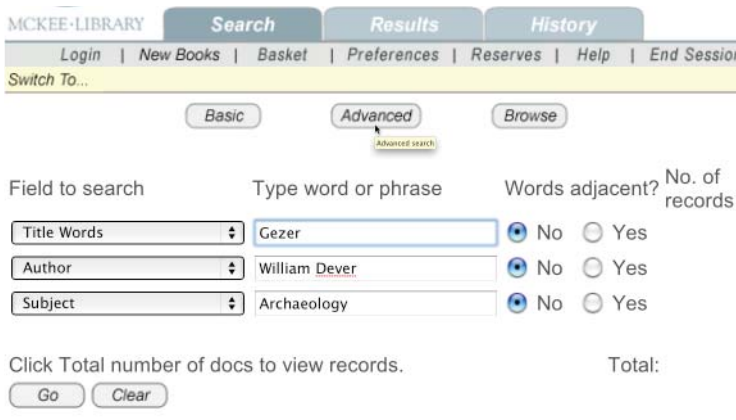 MCKEE·LIBRARY Search Results History
Login | New Books | Basket | Preferences | Reserves | Help | End Session
Switch To...
Basic Advanced Browse
Advanced search
Field to search Type word or phrase Words adjacent? No. of records
Title Words Gezer No Yes
Author William Dever No Yes
Subject Archaeology No Yes
Click Total number of docs to view records. Total:
Go Clear